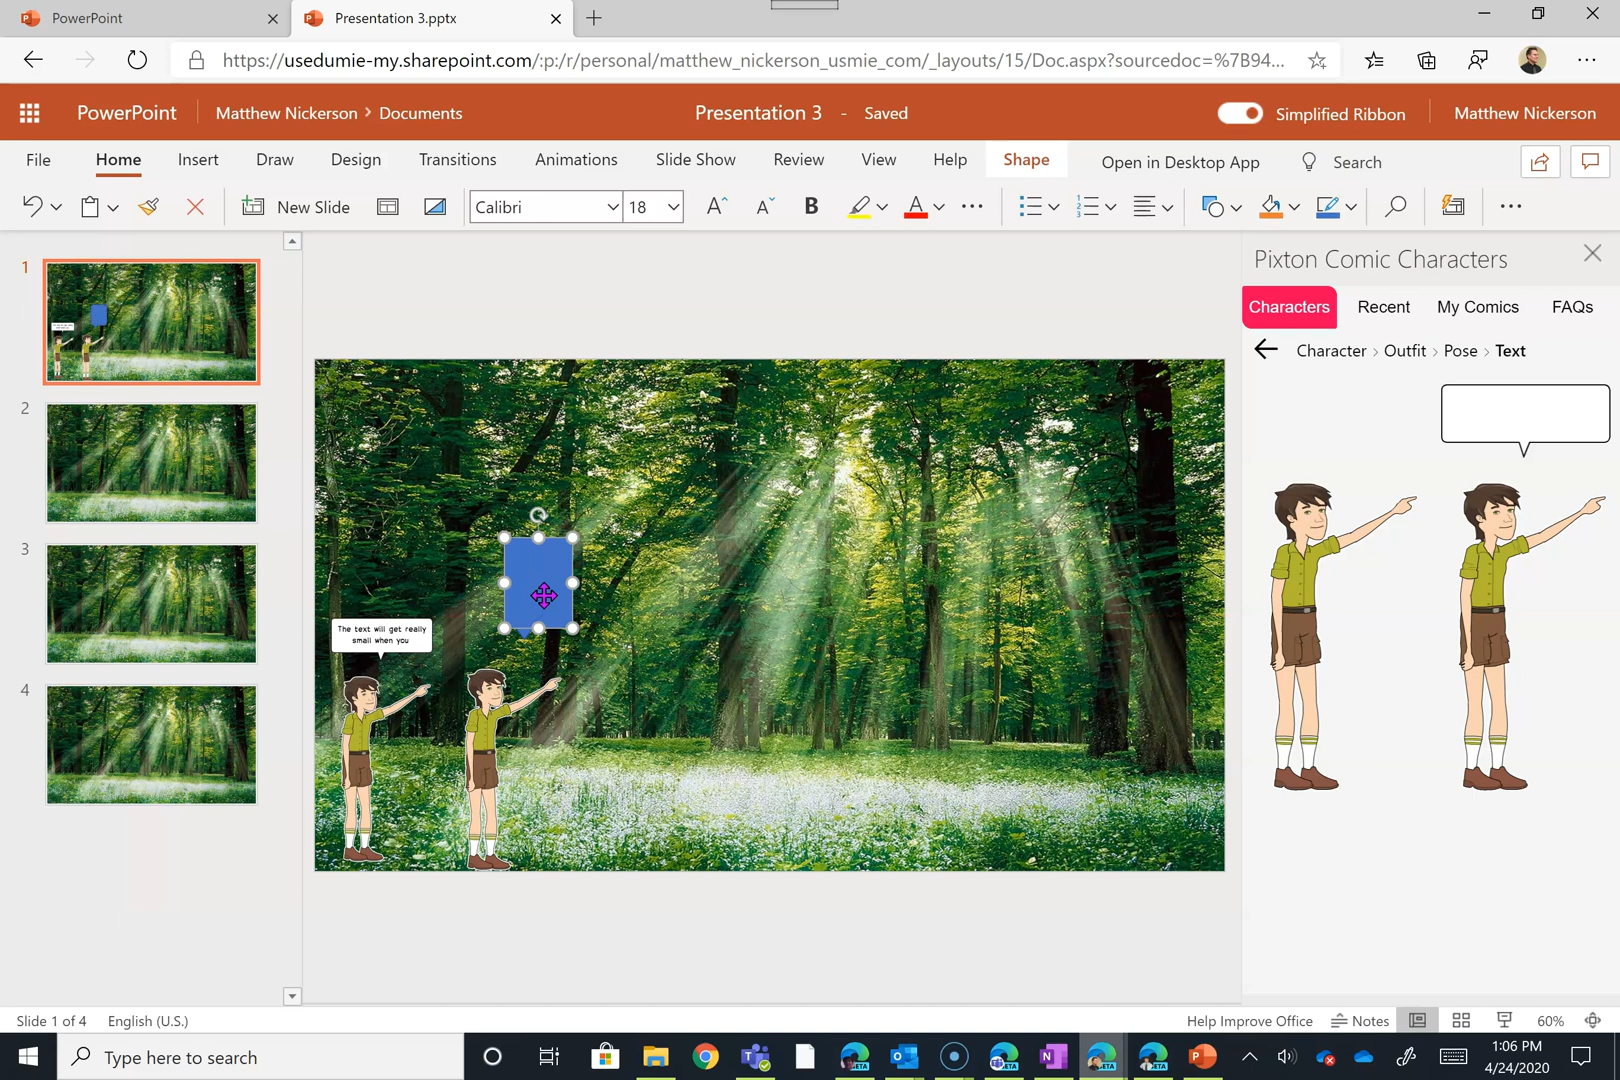 PowerPoint
Presentation 3.pptx
https://usedumie-my.sharepoint.com/:p:/r/personal/matthew_nickerson_usmie_com/_layouts/15/Doc.aspx?sourcedoc=%7B94...
PowerPoint
Matthew Nickerson > Documents
Presentation 3 - Saved
Simplified Ribbon
Matthew Nickerson
File Home Insert Draw Design Transitions Animations Slide Show Review View Help Shape Open in Desktop App Search
New Slide Calibri 18 A A B A
1
2
3
4
The text will get really
small when you
Pixton Comic Characters
Characters Recent My Comics FAQs
Character > Outfit > Pose > Text
Slide 1 of 4 English (U.S.) Help Improve Office Notes 60%
Type here to search
1:06 PM
4/24/2020